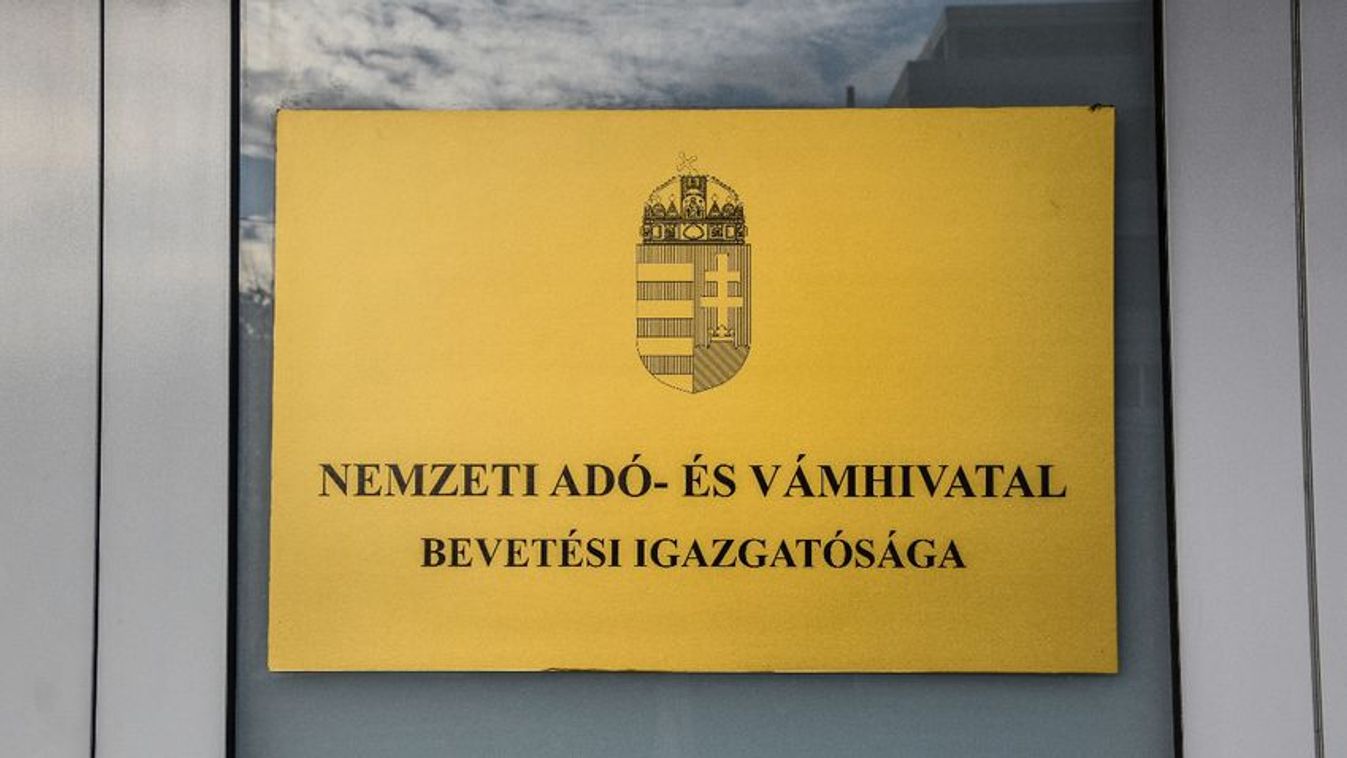 NEMZETI ADÓ- ÉS VÁMHIVATAL
BEVETÉSI IGAZGATÓSÁGA